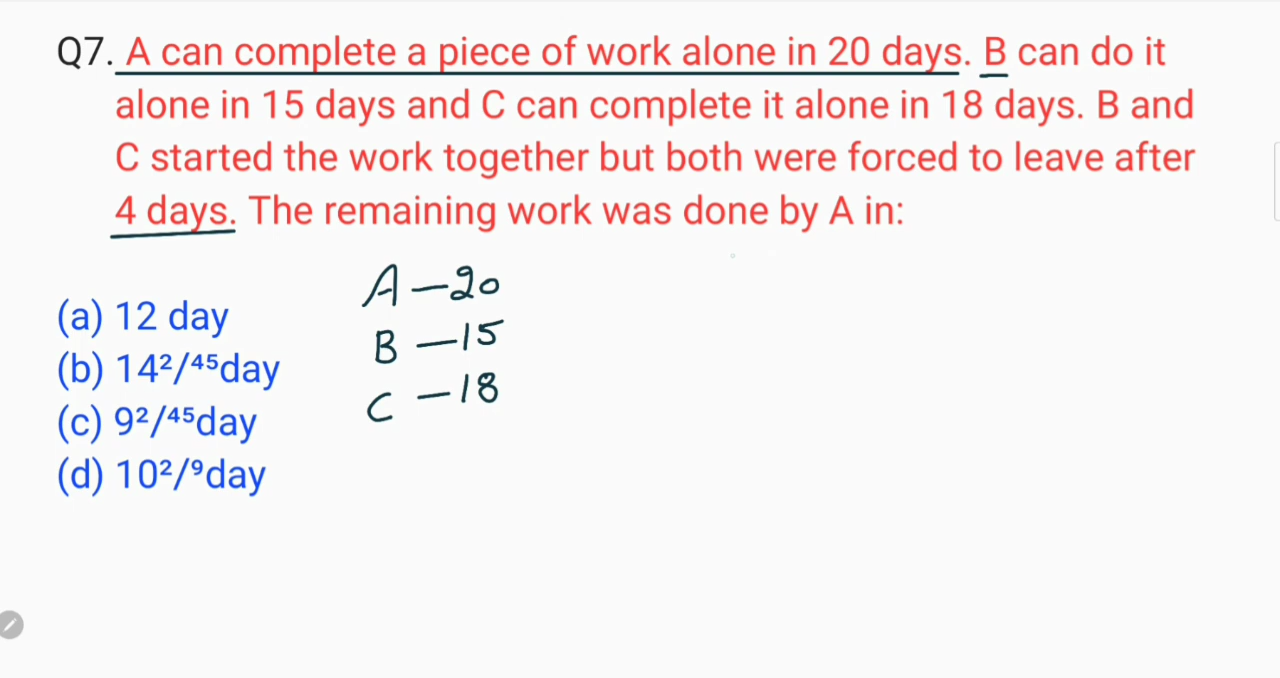 Q7. A can complete a piece of work alone in 20 days. B can do it
alone in 15 days and C can complete it alone in 18 days. B and
C started the work together but both were forced to leave after
4 days. The remaining work was done by A in:
(a) 12 day
(b) 14²/⁴⁵day
(c) 9²/⁴⁵day
(d) 10²/⁹day
A – 20
B – 15
C – 18